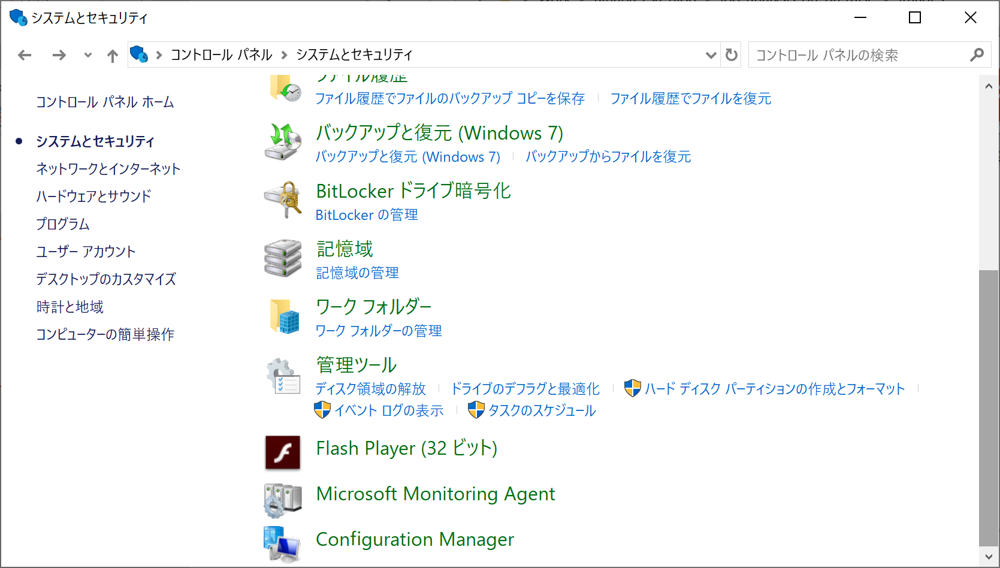 システムとセキュリティ
コントロール パネル システムとセキュリティ
コントロール パネルの検索
コントロール パネル ホーム
システムとセキュリティ
ネットワークとインターネット
ハードウェアとサウンド
プログラム
ユーザー アカウント
デスクトップのカスタマイズ
時計と地域
コンピューターの簡単操作
ファイル履歴
ファイル履歴でファイルのバックアップ コピーを保存 ファイル履歴でファイルを復元
バックアップと復元 (Windows 7)
バックアップと復元 (Windows 7) バックアップからファイルを復元
BitLocker ドライブ暗号化
BitLocker の管理
記憶域
記憶域の管理
ワーク フォルダー
ワーク フォルダーの管理
管理ツール
ディスク領域の解放 ドライブのデフラグと最適化 ハード ディスク パーティションの作成とフォーマット
イベント ログの表示 タスクのスケジュール
Flash Player (32 ビット)
Microsoft Monitoring Agent
Configuration Manager